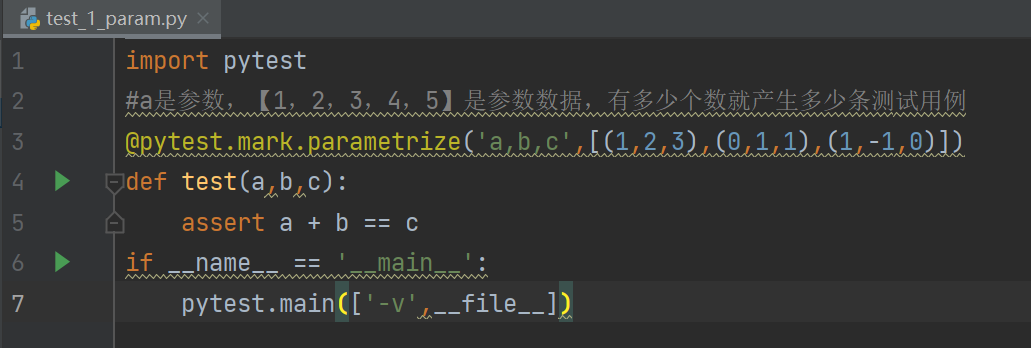 test_1_param.py
1 import pytest
2 #a是参数，【1，2，3，4，5】是参数数据，有多少个数就产生多少条测试用例
3 @pytest.mark.parametrize('a,b,c',[(1,2,3),(0,1,1),(1,-1,0)])
4 def test(a,b,c):
5     assert a + b == c
6 if __name__ == '__main__':
7     pytest.main(['-v',__file__])